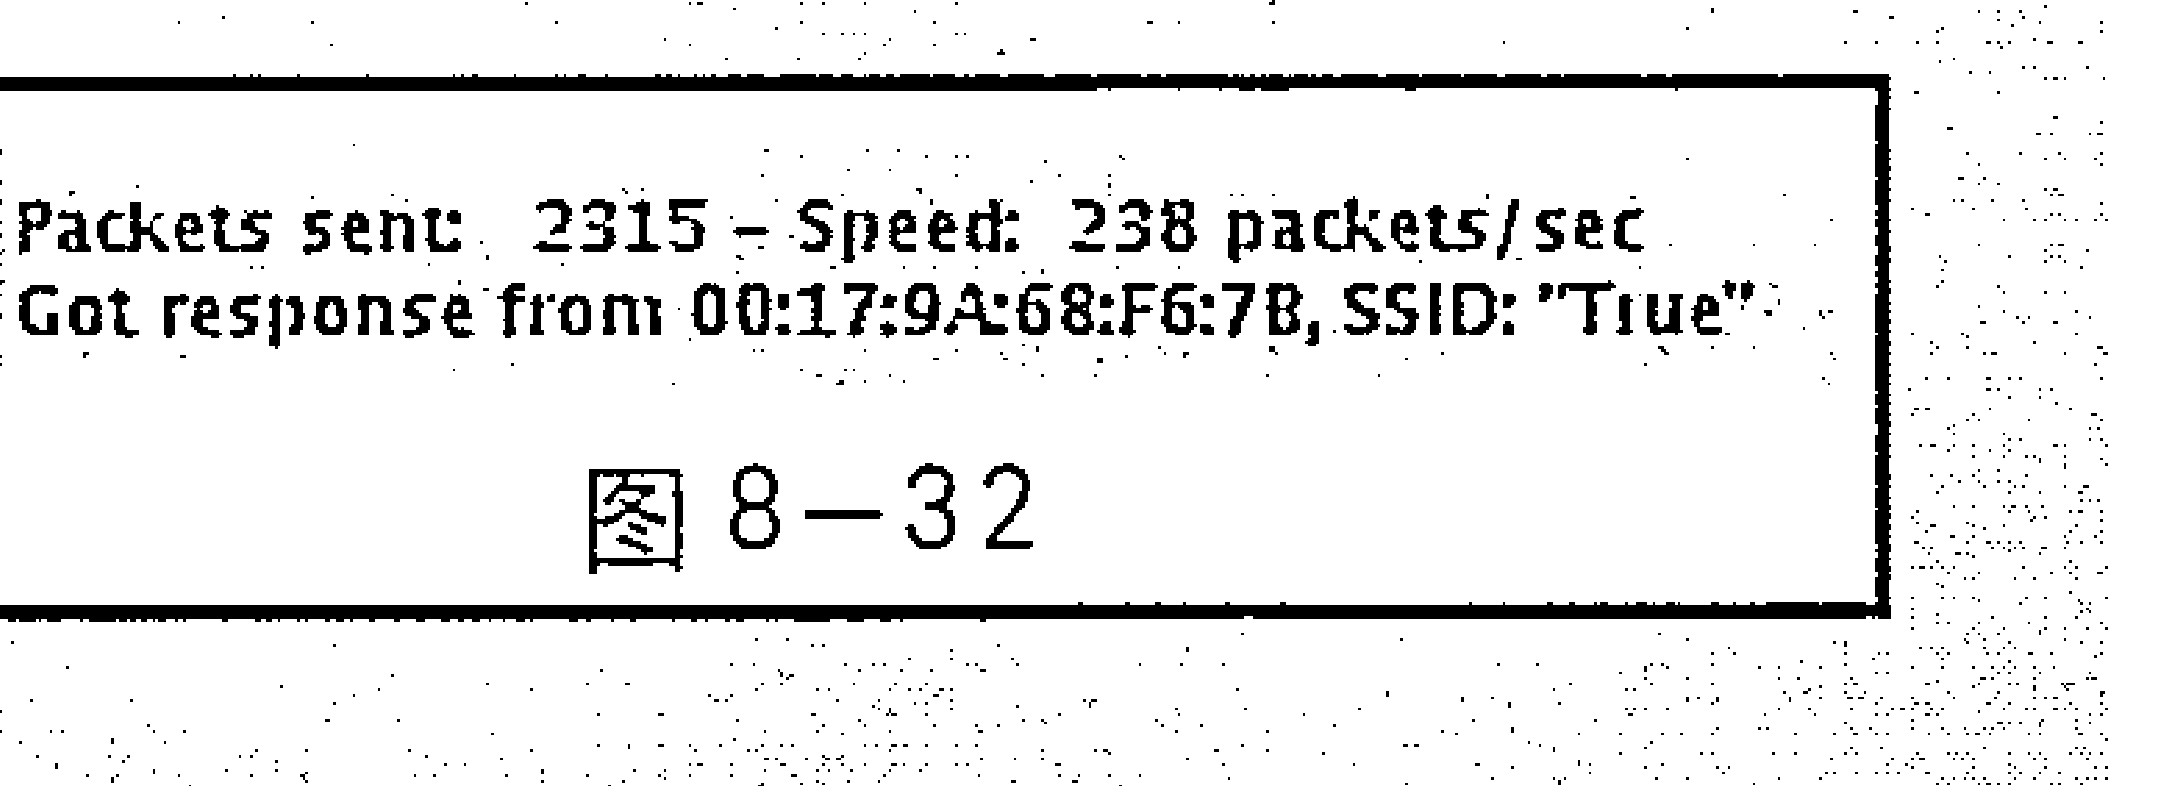 Packets sent: 2315 – Speed: 238 packets/sec
Got response from 00:17:9A:68:F6:7B, SSID: "True"
图 8-32